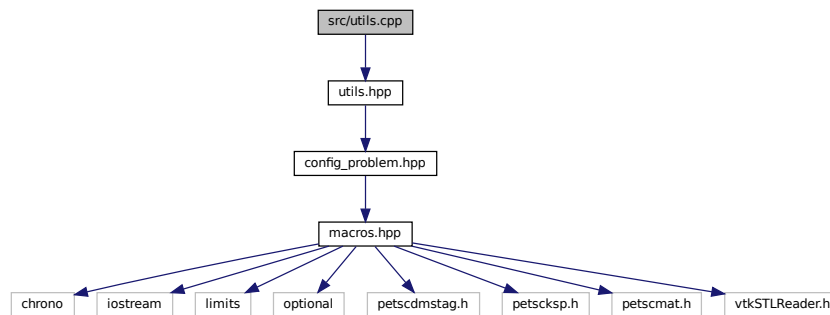 src/utils.cpp
utils.hpp
config_problem.hpp
macros.hpp
chrono iostream limits optional petscdmstag.h petscksp.h petscmat.h vtkSTLReader.h